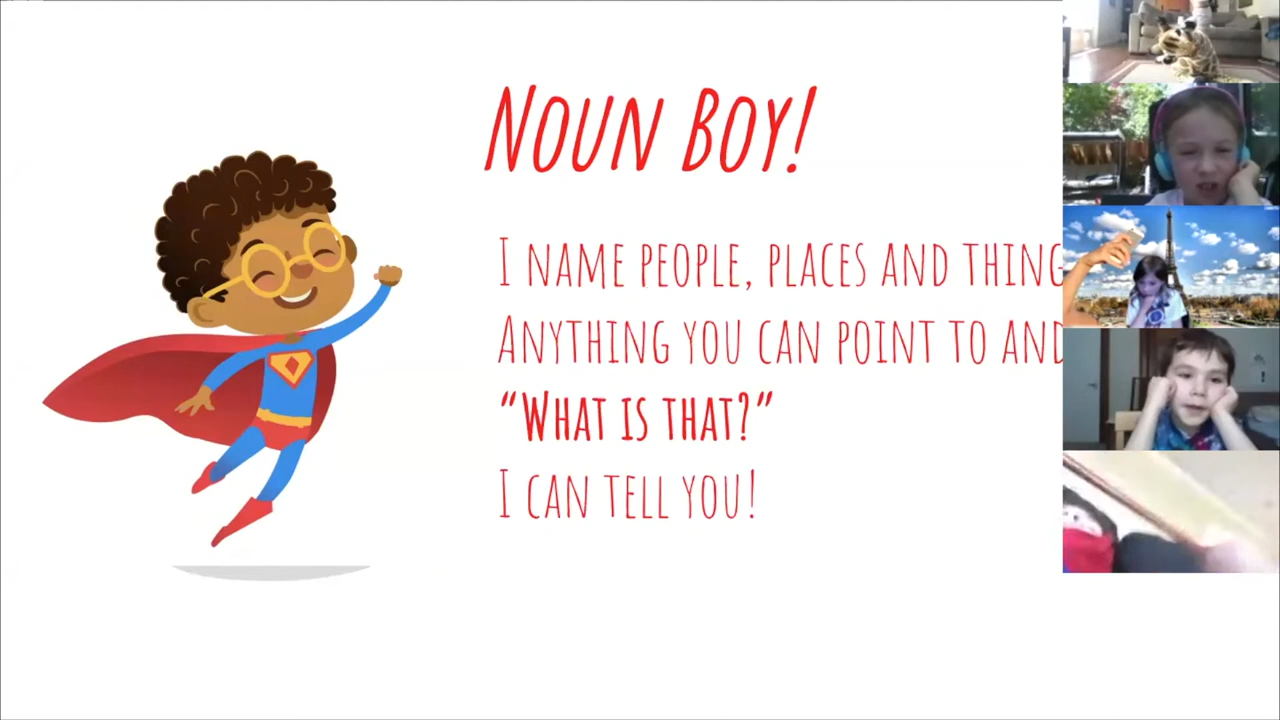 NOUN BOY!
I NAME PEOPLE, PLACES AND THING
ANYTHING YOU CAN POINT TO AND
“WHAT IS THAT?”
I CAN TELL YOU!